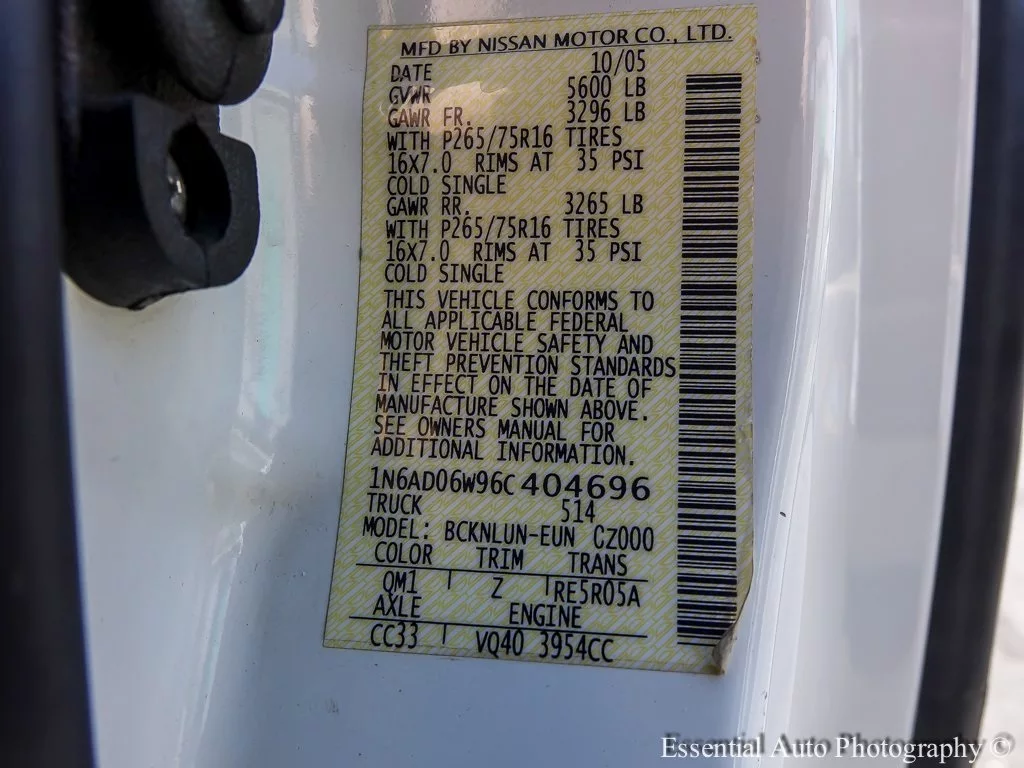 MFD BY NISSAN MOTOR CO., LTD.
DATE 10/05
GVWR 5600 LB
GAWR FR. 3296 LB
WITH P265/75R16 TIRES
16X7.0 RIMS AT 35 PSI
COLD SINGLE
GAWR RR. 3265 LB
WITH P265/75R16 TIRES
16X7.0 RIMS AT 35 PSI
COLD SINGLE
THIS VEHICLE CONFORMS TO
ALL APPLICABLE FEDERAL
MOTOR VEHICLE SAFETY AND
THEFT PREVENTION STANDARDS
IN EFFECT ON THE DATE OF
MANUFACTURE SHOWN ABOVE.
SEE OWNERS MANUAL FOR
ADDITIONAL INFORMATION.
1N6AD06W96C404696
TRUCK 514
MODEL: BCKNLUN-EUN CZ000
COLOR TRIM TRANS
QM1 Z RE5R05A
AXLE ENGINE
CC33 VQ40 3954CC
Essential Auto Photography ©